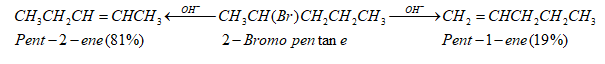 CH₃CH₂CH = CHCH₃ ←OH⁻ CH₃CH(Br)CH₂CH₂CH₃ OH⁻→ CH₂ = CHCH₂CH₂CH₃
Pent − 2 − ene (81%) 2 − Bromo pen tan e Pent − 1 − ene (19%)